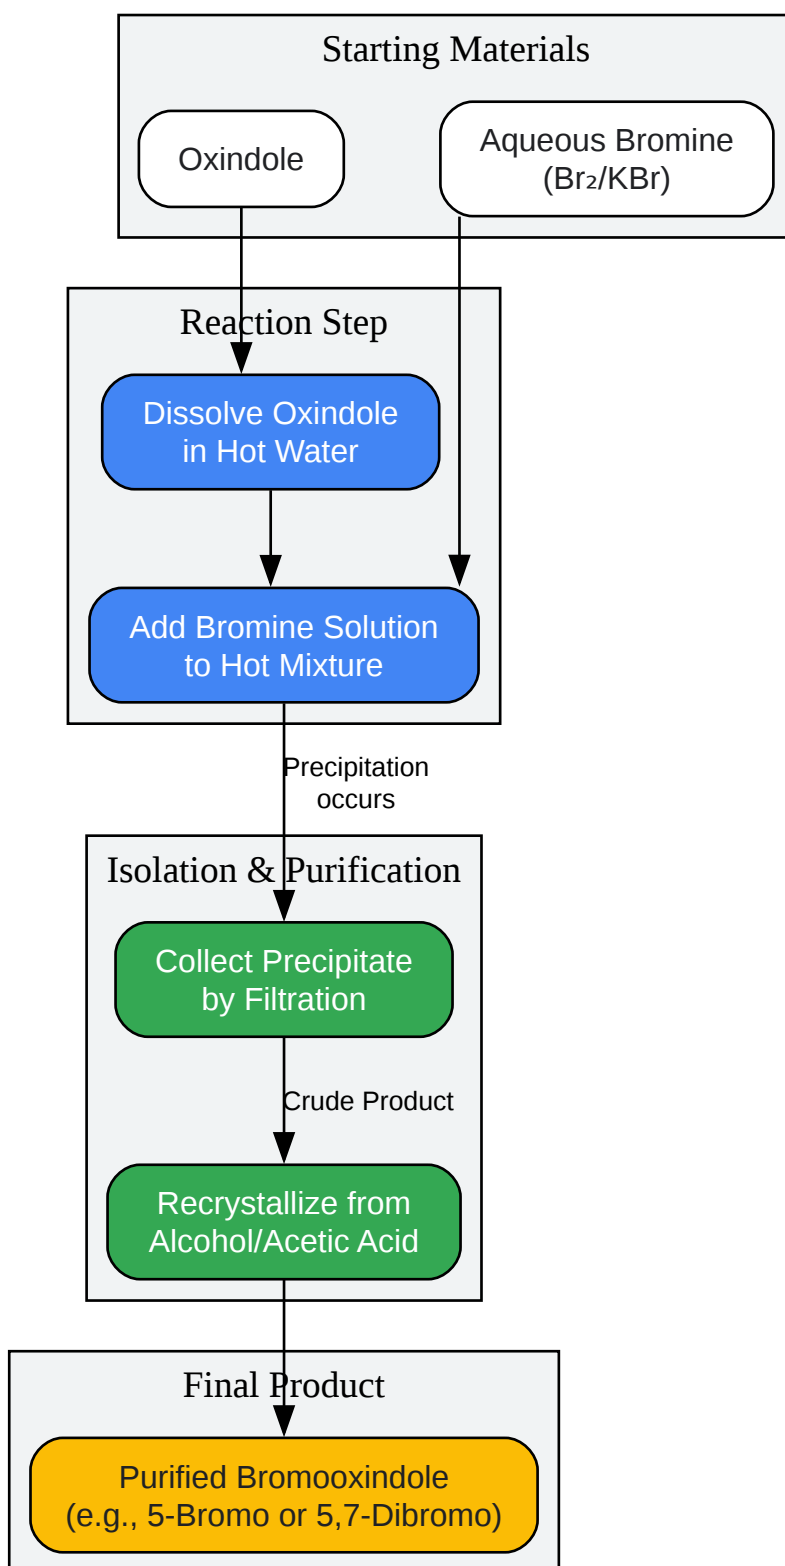 Starting Materials
Oxindole
Aqueous Bromine
(Br₂/KBr)
Reaction Step
Dissolve Oxindole
in Hot Water
Add Bromine Solution
to Hot Mixture
Precipitation
occurs
Isolation & Purification
Collect Precipitate
by Filtration
Crude Product
Recrystallize from
Alcohol/Acetic Acid
Final Product
Purified Bromooxindole
(e.g., 5-Bromo or 5,7-Dibromo)